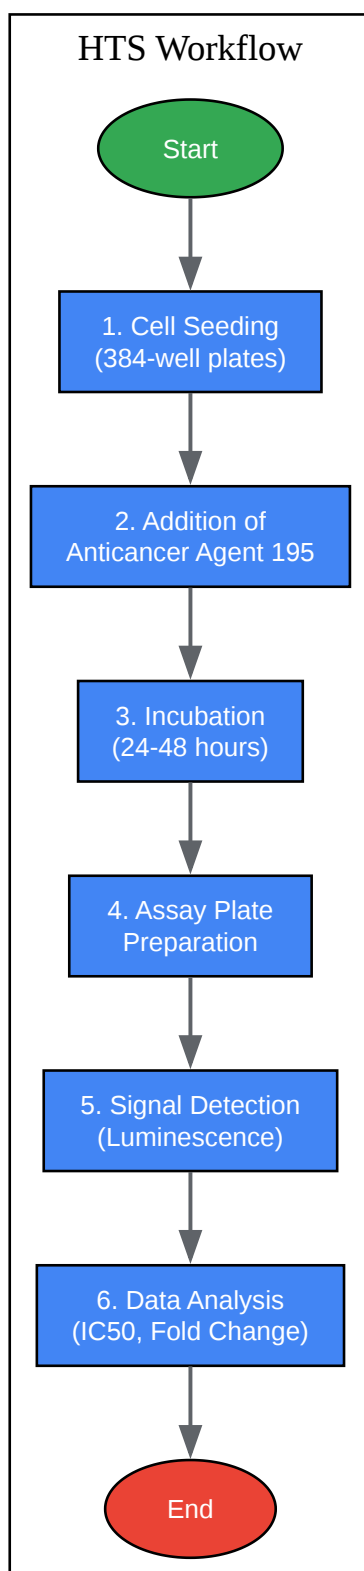 HTS Workflow
Start
1. Cell Seeding
(384-well plates)
2. Addition of
Anticancer Agent 195
3. Incubation
(24-48 hours)
4. Assay Plate
Preparation
5. Signal Detection
(Luminescence)
6. Data Analysis
(IC50, Fold Change)
End